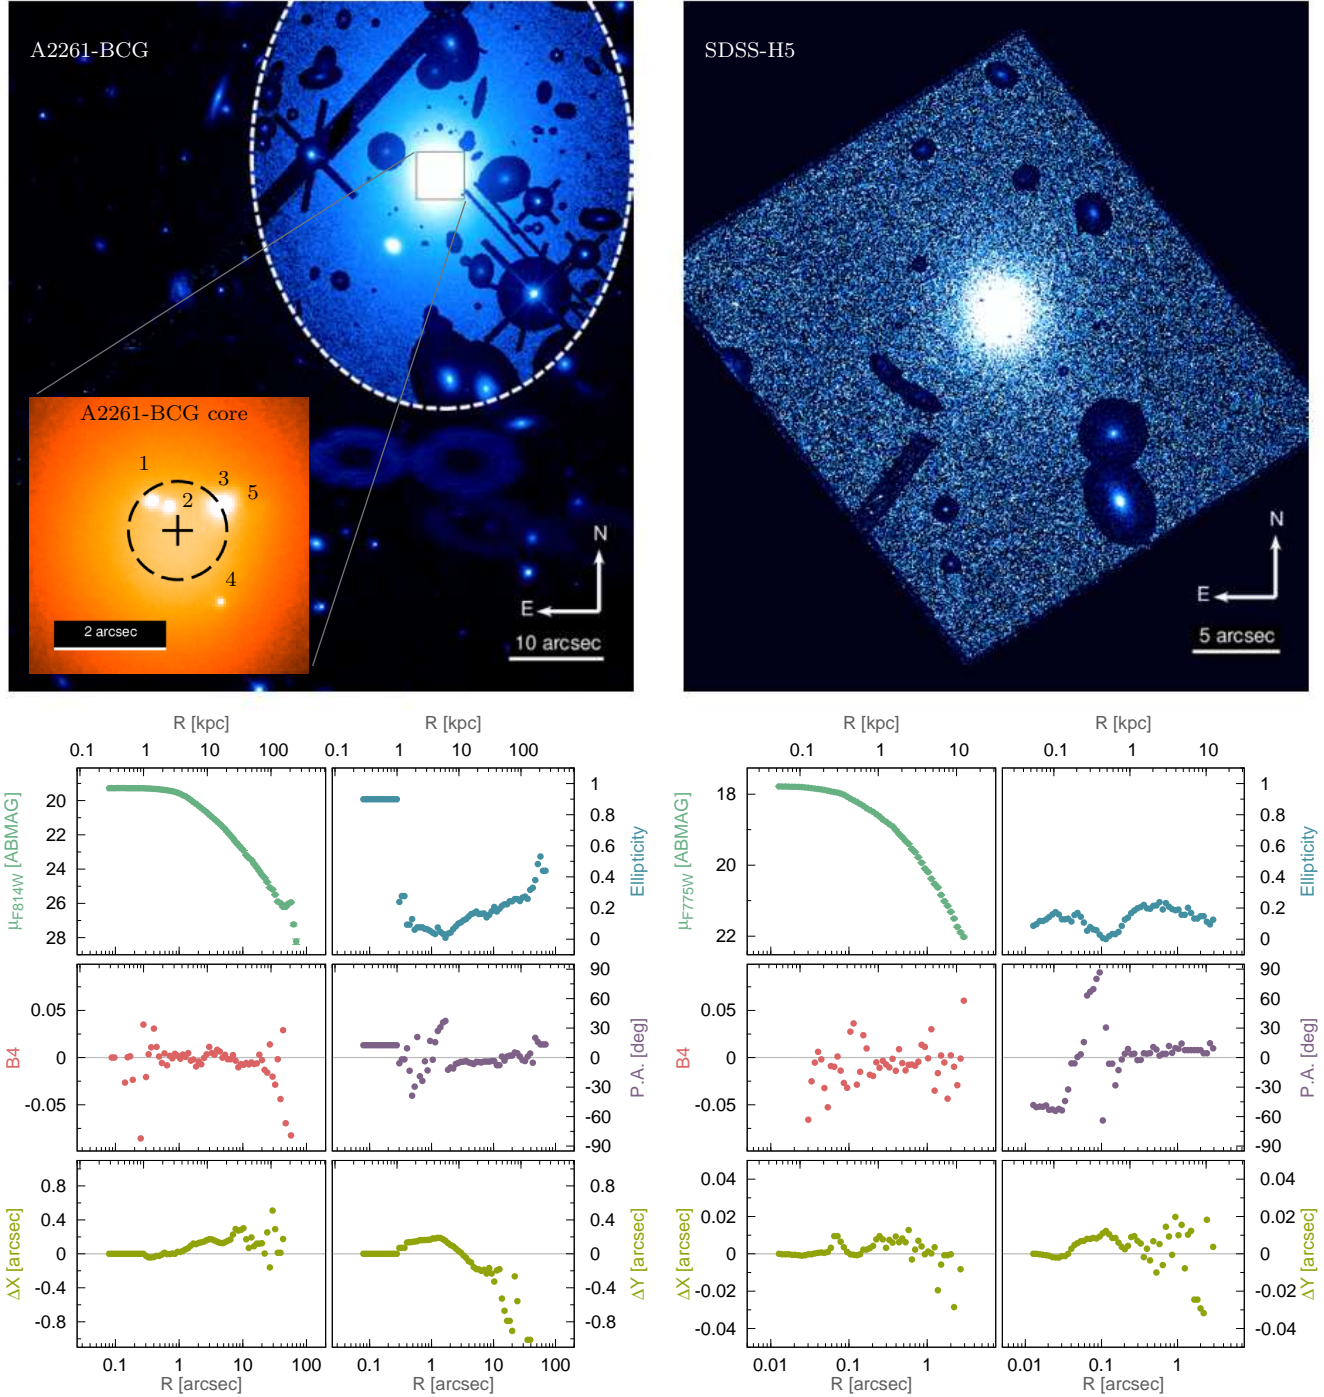 A2261-BCG
SDSS-H5
A2261-BCG core
1
3
5
2
4
2 arcsec
N
E
10 arcsec
N
E
5 arcsec
R [kpc]
R [kpc]
R [kpc]
R [kpc]
0.1 1 10 100
0.1 1 10 100
0.1 1 10
0.1 1 10
μF814W [ABMAG]
20
22
24
26
28
1
0.8
0.6
0.4
0.2
0
Ellipticity
μF775W [ABMAG]
18
20
22
1
0.8
0.6
0.4
0.2
0
Ellipticity
B4
0.05
0
-0.05
90
60
30
0
-30
-60
-90
P.A. [deg]
B4
0.05
0
-0.05
90
60
30
0
-30
-60
-90
P.A. [deg]
ΔX [arcsec]
0.8
0.4
0
-0.4
-0.8
0.8
0.4
0
-0.4
-0.8
ΔY [arcsec]
ΔX [arcsec]
0.04
0.02
0
-0.02
-0.04
0.04
0.02
0
-0.02
-0.04
ΔY [arcsec]
0.1 1 10 100
0.1 1 10 100
0.01 0.1 1
0.01 0.1 1
R [arcsec]
R [arcsec]
R [arcsec]
R [arcsec]